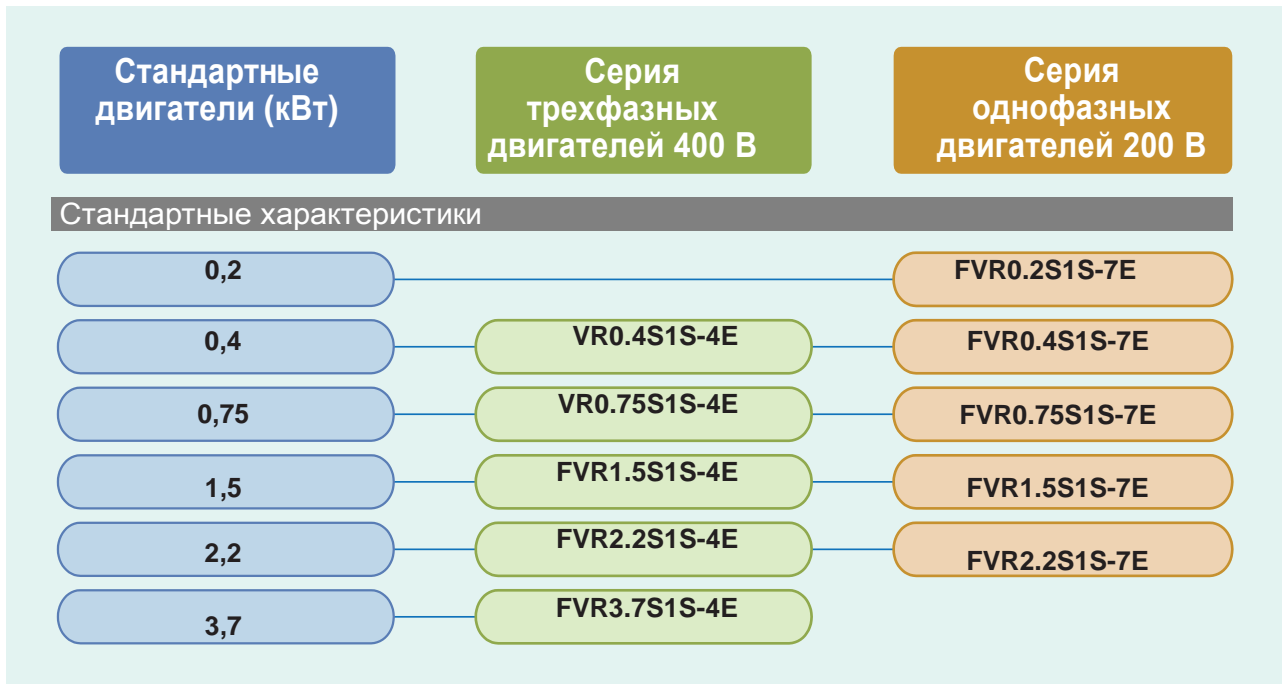 Стандартные
двигатели (кВт)
Серия
трехфазных
двигателей 400 В
Серия
однофазных
двигателей 200 В
Стандартные характеристики
0,2
FVR0.2S1S-7E
0,4
VR0.4S1S-4E
FVR0.4S1S-7E
0,75
VR0.75S1S-4E
FVR0.75S1S-7E
1,5
FVR1.5S1S-4E
FVR1.5S1S-7E
2,2
FVR2.2S1S-4E
FVR2.2S1S-7E
3,7
FVR3.7S1S-4E